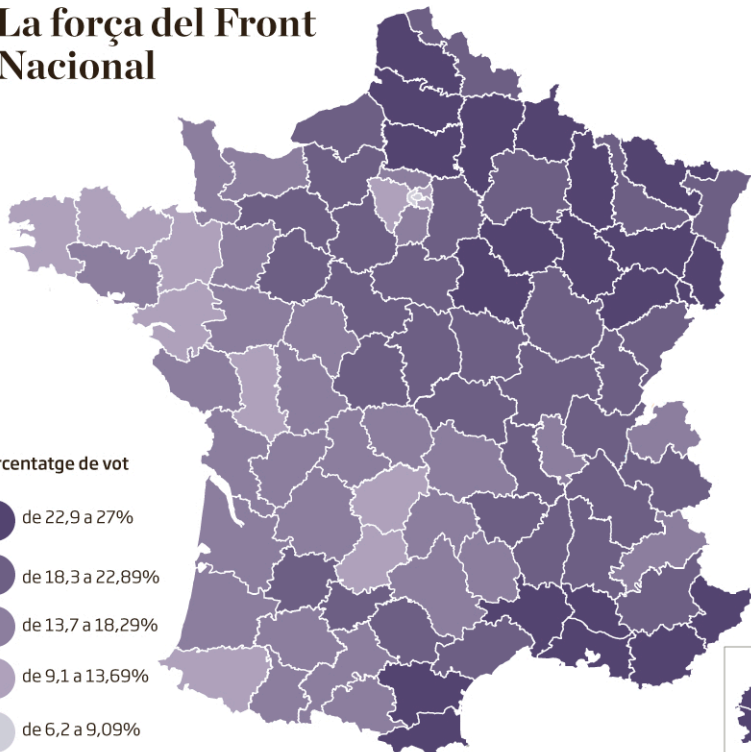 La força del Front
Nacional
rcentatge de vot
de 22,9 a 27%
de 18,3 a 22,89%
de 13,7 a 18,29%
de 9,1 a 13,69%
de 6,2 a 9,09%